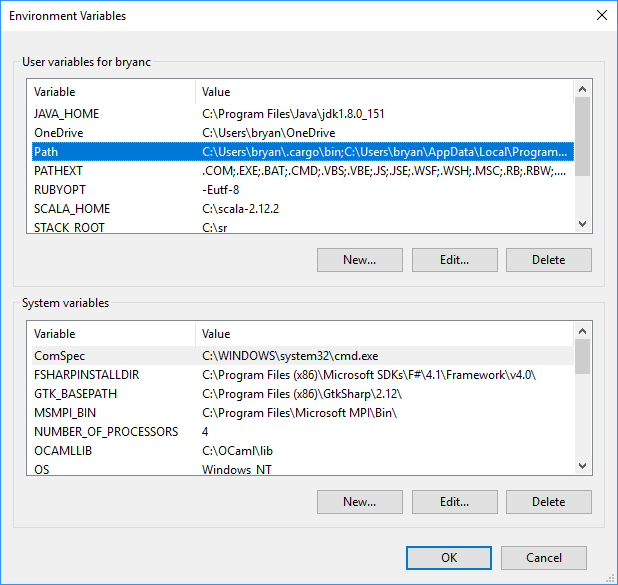 Environment Variables
User variables for bryanc
Variable Value
JAVA_HOME C:\Program Files\Java\jdk1.8.0_151
OneDrive C:\Users\bryan\OneDrive
Path C:\Users\bryan\.cargo\bin;C:\Users\bryan\AppData\Local\Program...
PATHEXT .COM;.EXE;.BAT;.CMD;.VBS;.VBE;.JS;.JSE;.WSF;.WSH;.MSC;.RB;.RBW;....
RUBYOPT -Eutf-8
SCALA_HOME C:\scala-2.12.2
STACK_ROOT C:\sr
New... Edit... Delete
System variables
Variable Value
ComSpec C:\WINDOWS\system32\cmd.exe
FSHARPINSTALLDIR C:\Program Files (x86)\Microsoft SDKs\F#\4.1\Framework\v4.0\
GTK_BASEPATH C:\Program Files (x86)\GtkSharp\2.12\
MSMPI_BIN C:\Program Files\Microsoft MPI\Bin\
NUMBER_OF_PROCESSORS 4
OCAMLLIB C:\OCaml\lib
OS Windows_NT
New... Edit... Delete
OK Cancel